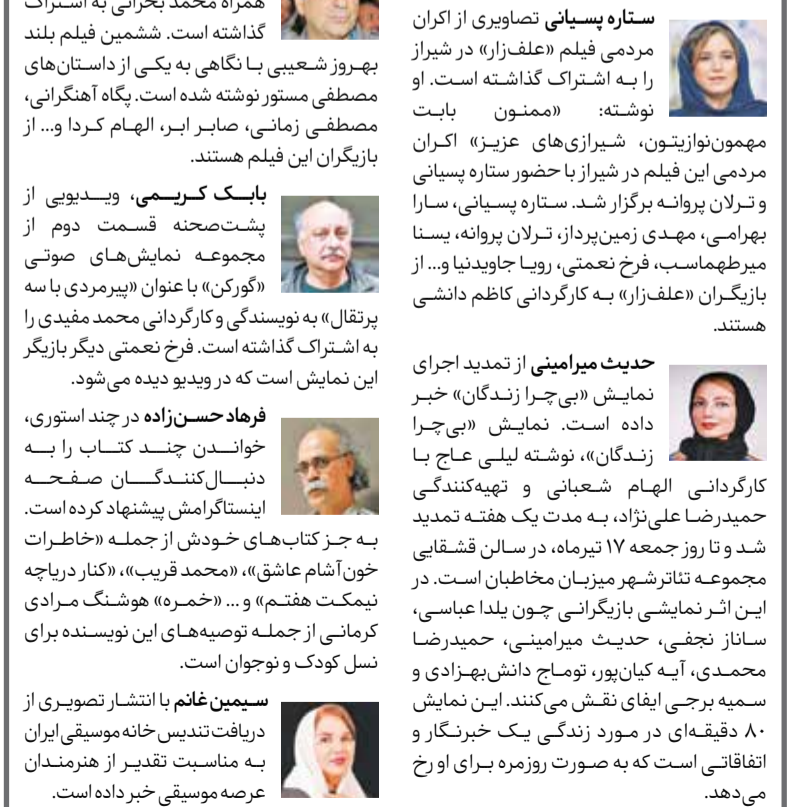 ستاره پسیانی تصاویری از اکران
مردمی فیلم «علف‌زار» در شیراز
را به اشتراک گذاشته است. او
نوشته: «ممنون بابت
مهمون‌نوازیتون، شیرازی‌های عزیز» اکران
مردمی این فیلم در شیراز با حضور ستاره پسیانی
و ترلان پروانه برگزار شد. ستاره پسیانی، سارا
بهرامی، مهدی زمین‌پرداز، ترلان پروانه، یسنا
میرطهماسب، فرخ نعمتی، رویا جاویدنیا و... از
بازیگران «علف‌زار» به کارگردانی کاظم دانشی
هستند.
حدیث میرامینی از تمدید اجرای
نمایش «بی‌چرا زندگان» خبر
داده است. نمایش «بی‌چرا
زندگان»، نوشته لیلی عاج با
کارگردانی الهام شعبانی و تهیه‌کنندگی
حمیدرضا علی‌نژاد، به مدت یک هفته تمدید
شد و تا روز جمعه ۱۷ تیرماه، در سالن قشقایی
مجموعه تئاترشهر میزبان مخاطبان است. در
این اثر نمایشی بازیگرانی چون یلدا عباسی،
ساناز نجفی، حدیث میرامینی، حمیدرضا
محمدی، آیه کیان‌پور، توماج دانش‌بهزادی و
سمیه برجی ایفای نقش می‌کنند. این نمایش
۸۰ دقیقه‌ای در مورد زندگی یک خبرنگار و
اتفاقاتی است که به صورت روزمره برای او رخ
می‌دهد.
همراه محمد بحرانی به اشتراک
گذاشته است. ششمین فیلم بلند
بهروز شعیبی با نگاهی به یکی از داستان‌های
مصطفی مستور نوشته شده است. پگاه آهنگرانی،
مصطفی زمانی، صابر ابر، الهام کردا و... از
بازیگران این فیلم هستند.
بابک کریمی، ویدیویی از
پشت‌صحنه قسمت دوم از
مجموعه نمایش‌های صوتی
«گورکن» با عنوان «پیرمردی با سه
پرتقال» به نویسندگی و کارگردانی محمد مفیدی را
به اشتراک گذاشته است. فرخ نعمتی دیگر بازیگر
این نمایش است که در ویدیو دیده می‌شود.
فرهاد حسن‌زاده در چند استوری،
خواندن چند کتاب را به
دنبال‌کنندگان صفحه
اینستاگرامش پیشنهاد کرده است.
به جز کتاب‌های خودش از جمله «خاطرات
خون‌آشام عاشق»، «محمد قریب»، «کنار دریاچه
نیمکت هفتم» و ... «خمره» هوشنگ مرادی
کرمانی از جمله توصیه‌های این نویسنده برای
نسل کودک و نوجوان است.
سیمین غانم با انتشار تصویری از
دریافت تندیس خانه موسیقی ایران
به مناسبت تقدیر از هنرمندان
عرصه موسیقی خبر داده است.